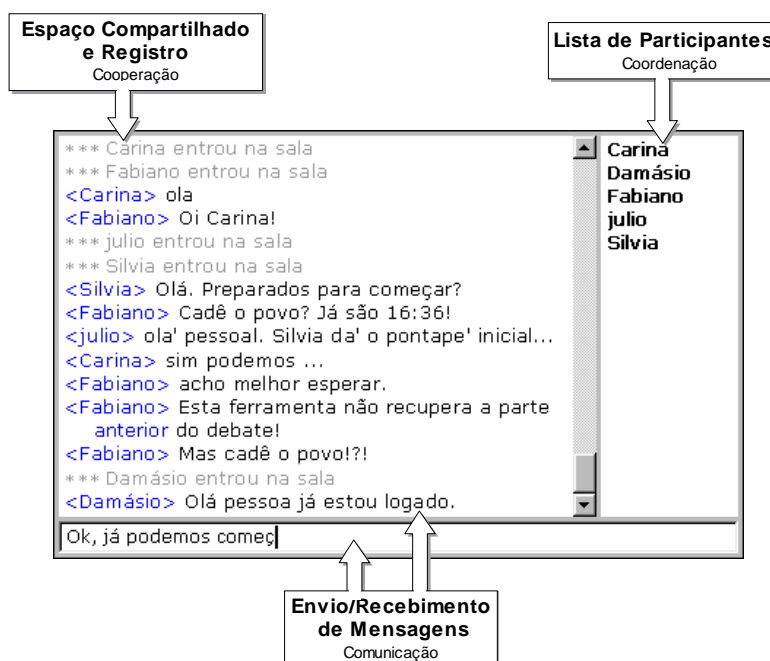 Espaço Compartilhado
e Registro
Cooperação
Lista de Participantes
Coordenação
*** Carina entrou na sala
*** Fabiano entrou na sala
<Carina> ola
<Fabiano> Oi Carina!
*** julio entrou na sala
*** Silvia entrou na sala
<Silvia> Olá. Preparados para começar?
<Fabiano> Cadê o povo? Já são 16:36!
<julio> ola' pessoal. Silvia da' o pontape' inicial...
<Carina> sim podemos ...
<Fabiano> acho melhor esperar.
<Fabiano> Esta ferramenta não recupera a parte
anterior do debate!
<Fabiano> Mas cadê o povo!?!
*** Damásio entrou na sala
<Damásio> Olá pessoa já estou logado.
Carina
Damásio
Fabiano
julio
Silvia
Ok, já podemos começ
Envio/Recebimento
de Mensagens
Comunicação